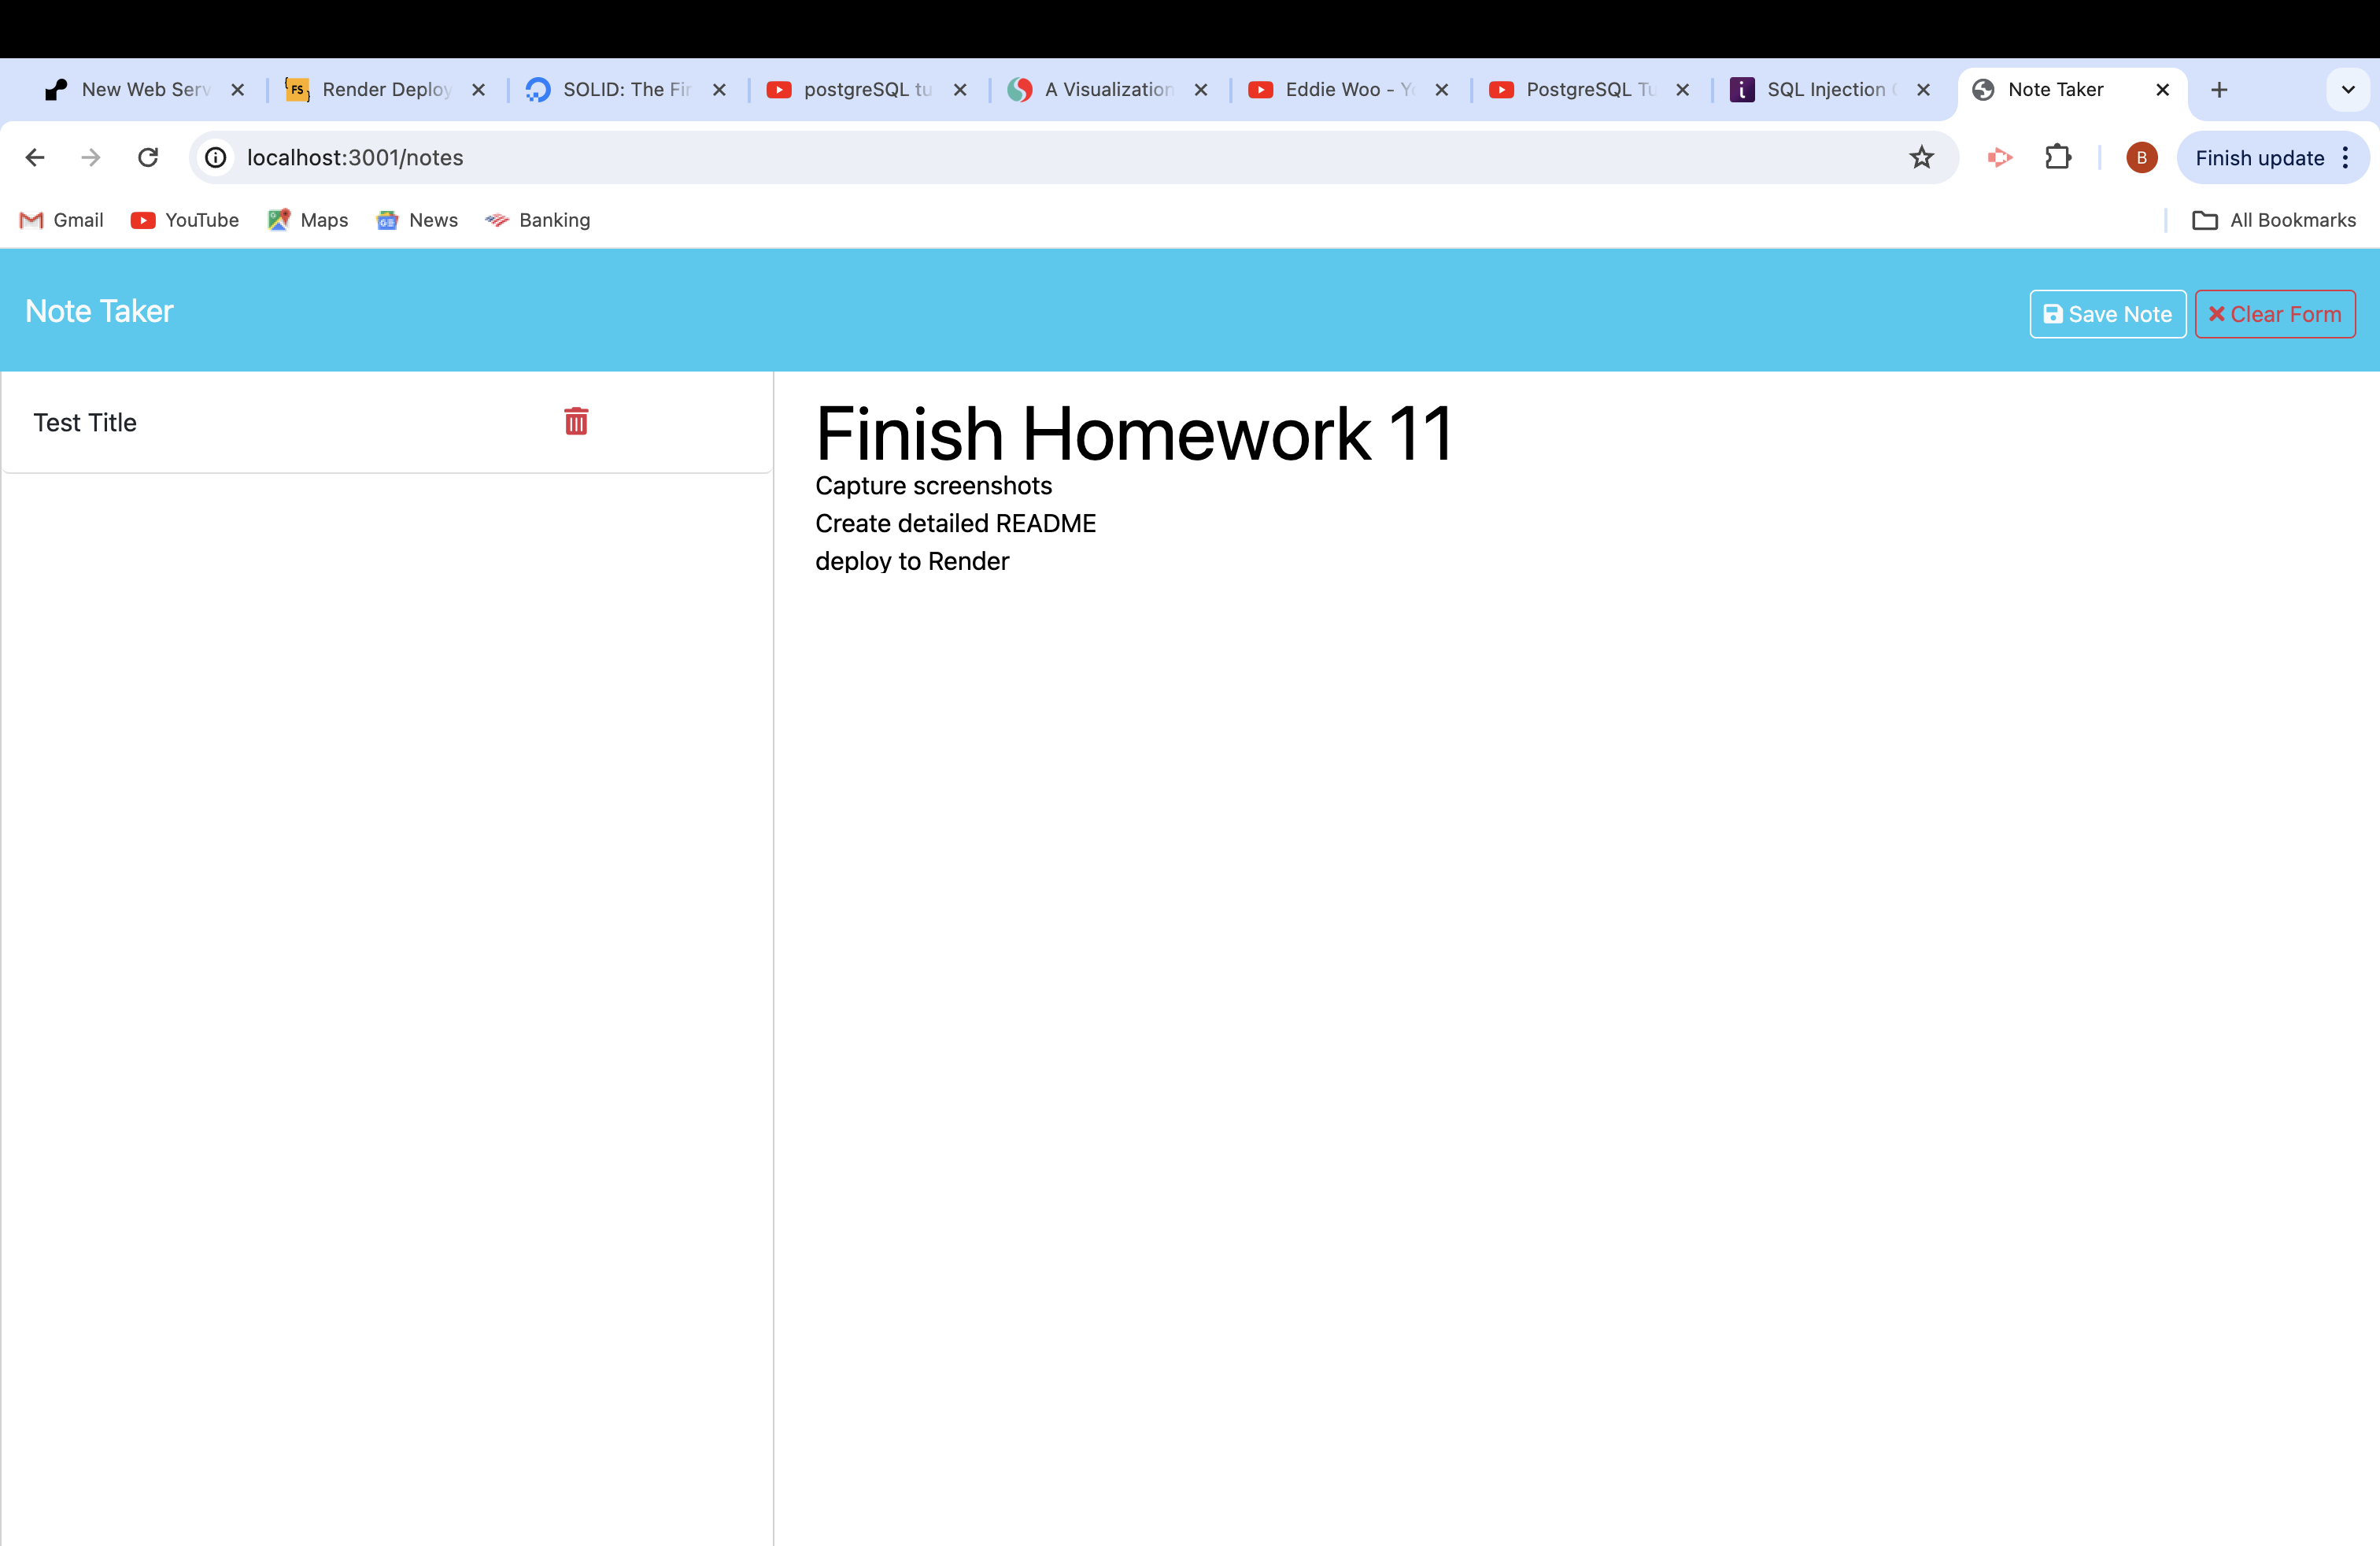 New Web Serv
FS Render Deploy
SOLID: The Fir
postgreSQL tu
A Visualization
Eddie Woo - Yo
PostgreSQL Tu
SQL Injection
Note Taker
localhost:3001/notes
B
Finish update
Gmail
YouTube
Maps
News
Banking
All Bookmarks
Note Taker
Save Note
Clear Form
Test Title
Finish Homework 11
Capture screenshots
Create detailed README
deploy to Render